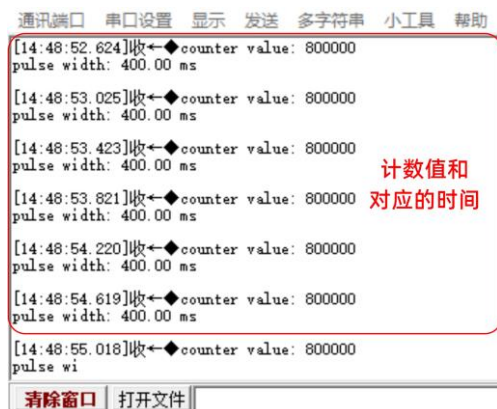 通讯端口 串口设置 显示 发送 多字符串 小工具 帮助
[14:48:52.624]收←◆counter value: 800000
pulse width: 400.00 ms
[14:48:53.025]收←◆counter value: 800000
pulse width: 400.00 ms
[14:48:53.423]收←◆counter value: 800000
pulse width: 400.00 ms
[14:48:53.821]收←◆counter value: 800000
pulse width: 400.00 ms
计数值和
对应的时间
[14:48:54.220]收←◆counter value: 800000
pulse width: 400.00 ms
[14:48:54.619]收←◆counter value: 800000
pulse width: 400.00 ms
[14:48:55.018]收←◆counter value: 800000
pulse wi
清除窗口 打开文件